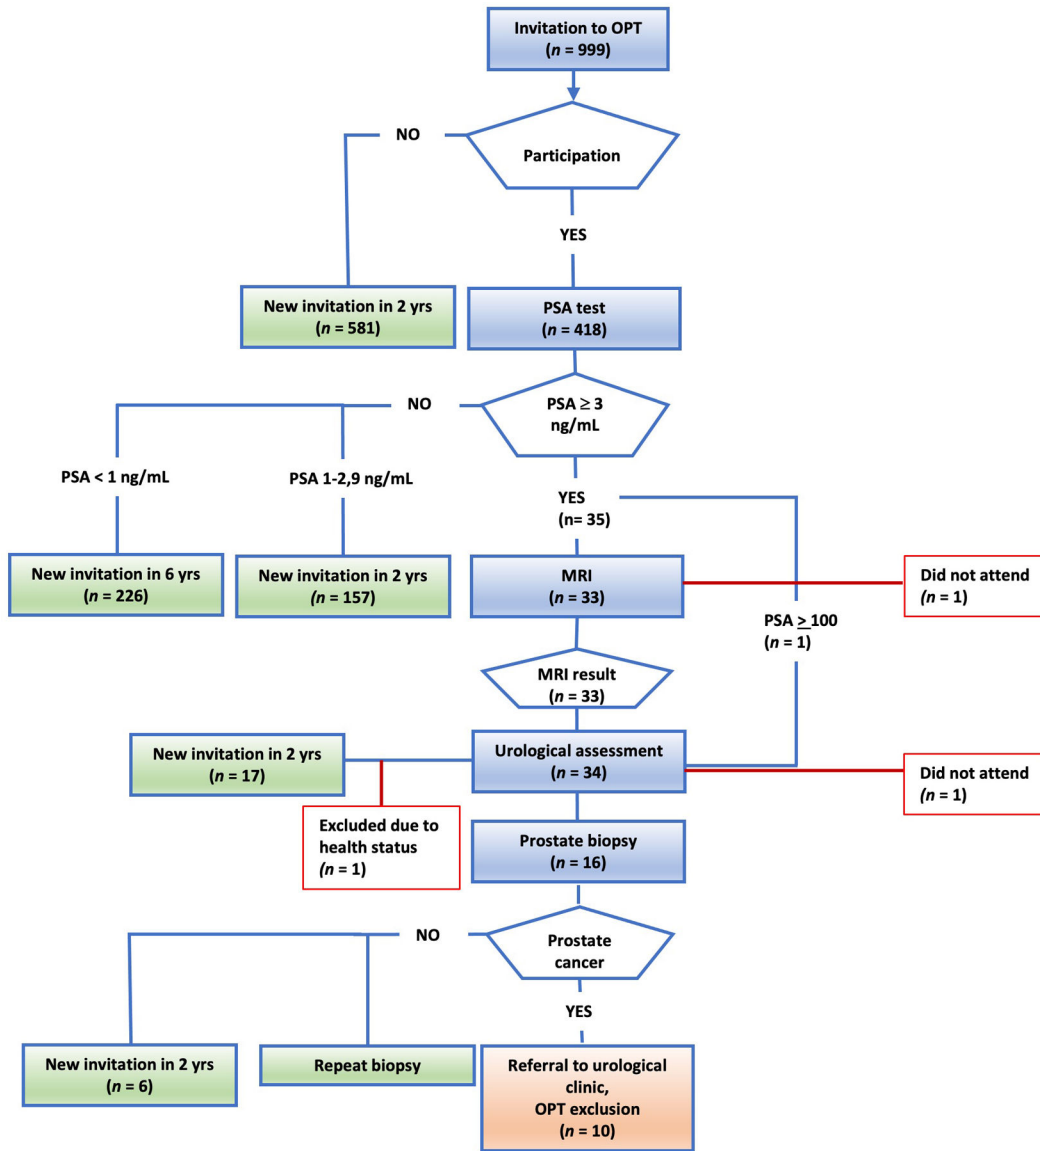 Invitation to OPT
(n = 999)
NO
Participation
YES
New invitation in 2 yrs
(n = 581)
PSA test
(n = 418)
NO
PSA ≥ 3
ng/mL
PSA < 1 ng/mL
PSA 1-2,9 ng/mL
YES
(n= 35)
New invitation in 6 yrs
(n = 226)
New invitation in 2 yrs
(n = 157)
MRI
(n = 33)
Did not attend
(n = 1)
PSA ≥ 100
(n = 1)
MRI result
(n = 33)
New invitation in 2 yrs
(n = 17)
Urological assessment
(n = 34)
Did not attend
(n = 1)
Excluded due to
health status
(n = 1)
Prostate biopsy
(n = 16)
NO
Prostate
cancer
YES
New invitation in 2 yrs
(n = 6)
Repeat biopsy
Referral to urological
clinic,
OPT exclusion
(n = 10)